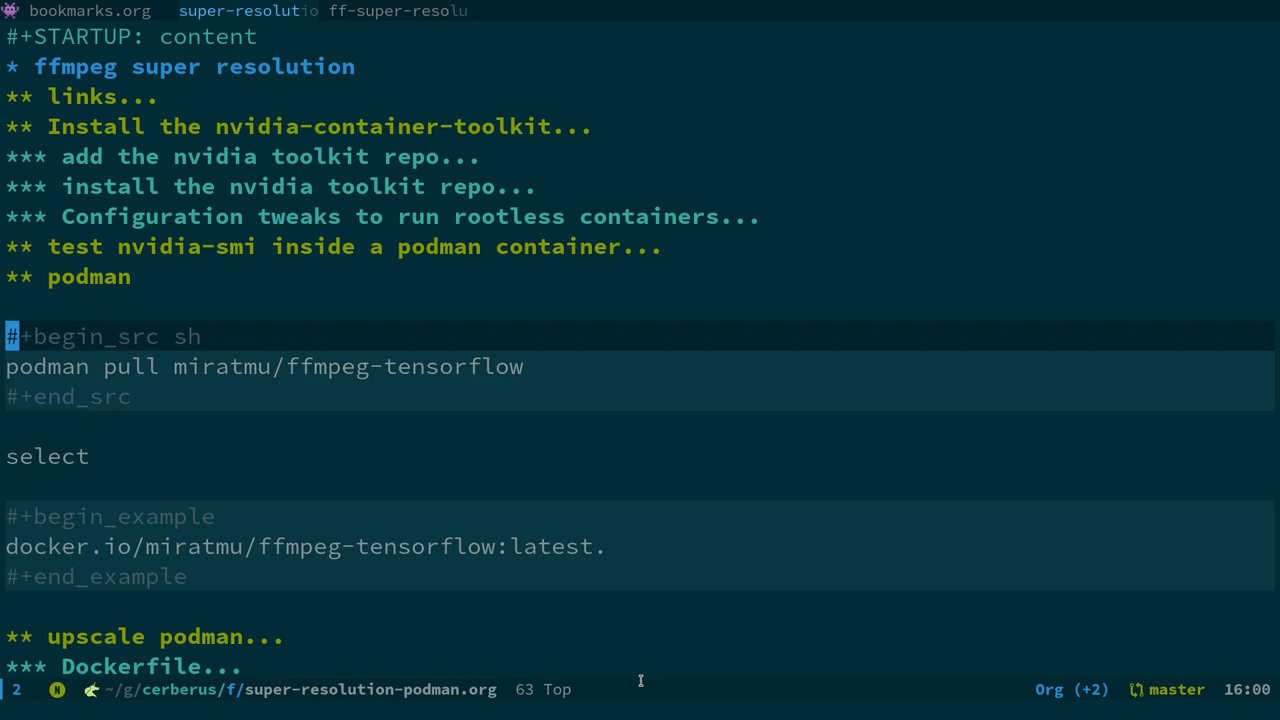 bookmarks.org super-resolutio ff-super-resolu
#+STARTUP: content
* ffmpeg super resolution
** links...
** Install the nvidia-container-toolkit...
*** add the nvidia toolkit repo...
*** install the nvidia toolkit repo...
*** Configuration tweaks to run rootless containers...
** test nvidia-smi inside a podman container...
** podman
#+begin_src sh
podman pull miratmu/ffmpeg-tensorflow
#+end_src
select
#+begin_example
docker.io/miratmu/ffmpeg-tensorflow:latest.
#+end_example
** upscale podman...
*** Dockerfile...
2 N ~/g/cerberus/f/super-resolution-podman.org 63 Top Org (+2) master 16:00